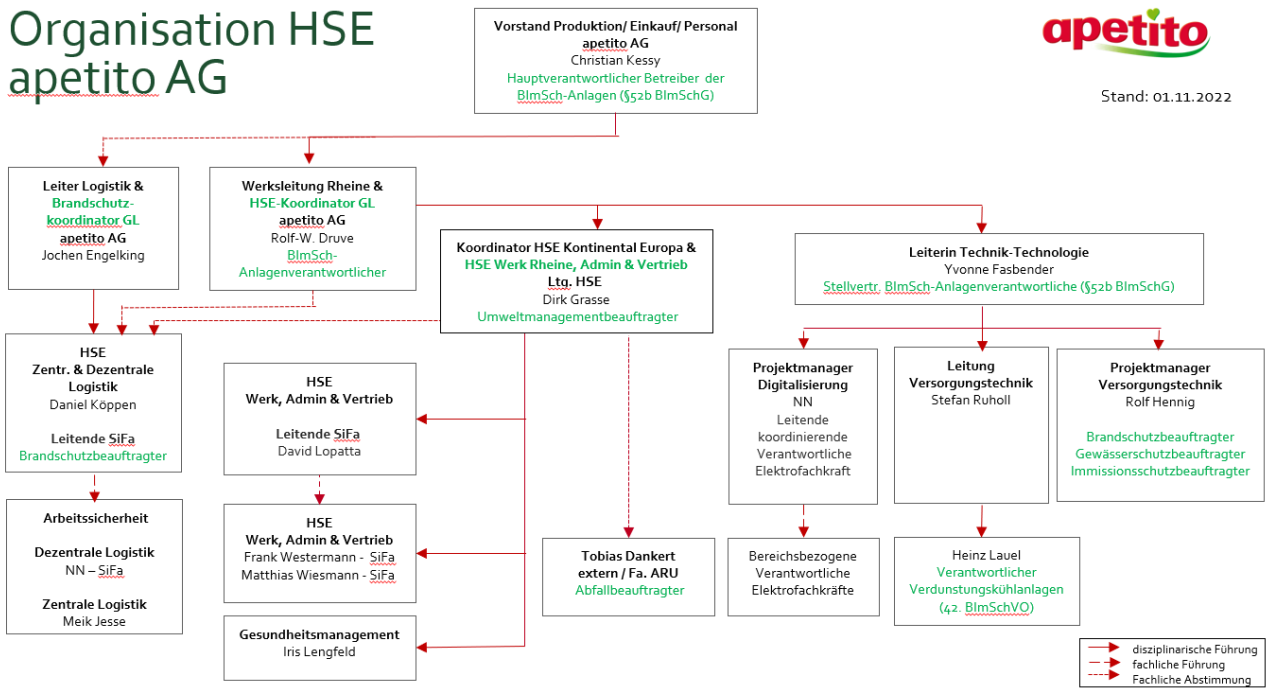 Organisation HSE
apetito AG
Vorstand Produktion/ Einkauf/ Personal
apetito AG
Christian Kessy
Hauptverantwortlicher Betreiber der
BImSch-Anlagen (§52b BImSchG)
apetito
Stand: 01.11.2022
Leiter Logistik &
Brandschutz-
koordinator GL
apetito AG
Jochen Engelking
Werksleitung Rheine &
HSE-Koordinator GL
apetito AG
Rolf-W. Druve
BImSch-
Anlagenverantwortlicher
Koordinator HSE Kontinental Europa &
HSE Werk Rheine, Admin & Vertrieb
Ltg. HSE
Dirk Grasse
Umweltmanagementbeauftragter
Leiterin Technik-Technologie
Yvonne Fasbender
Stellvertr. BImSch-Anlagenverantwortliche (§52b BImSchG)
HSE
Zentr. & Dezentrale
Logistik
Daniel Köppen
Leitende SiFa
Brandschutzbeauftragter
HSE
Werk, Admin & Vertrieb
Leitende SiFa
David Lopatta
Projektmanager
Digitalisierung
NN
Leitende
koordinierende
Verantwortliche
Elektrofachkraft
Leitung
Versorgungstechnik
Stefan Ruholl
Projektmanager
Versorgungstechnik
Rolf Hennig
Brandschutzbeauftragter
Gewässerschutzbeauftragter
Immissionsschutzbeauftragter
Arbeitssicherheit
Dezentrale Logistik
NN – SiFa
Zentrale Logistik
Meik Jesse
HSE
Werk, Admin & Vertrieb
Frank Westermann - SiFa
Matthias Wiesmann - SiFa
Tobias Dankert
extern / Fa. ARU
Abfallbeauftragter
Bereichsbezogene
Verantwortliche
Elektrofachkräfte
Heinz Lauel
Verantwortlicher
Verdunstungskühlanlagen
(42. BImSchVO)
Gesundheitsmanagement
Iris Lengfeld
disziplinarische Führung
fachliche Führung
Fachliche Abstimmung